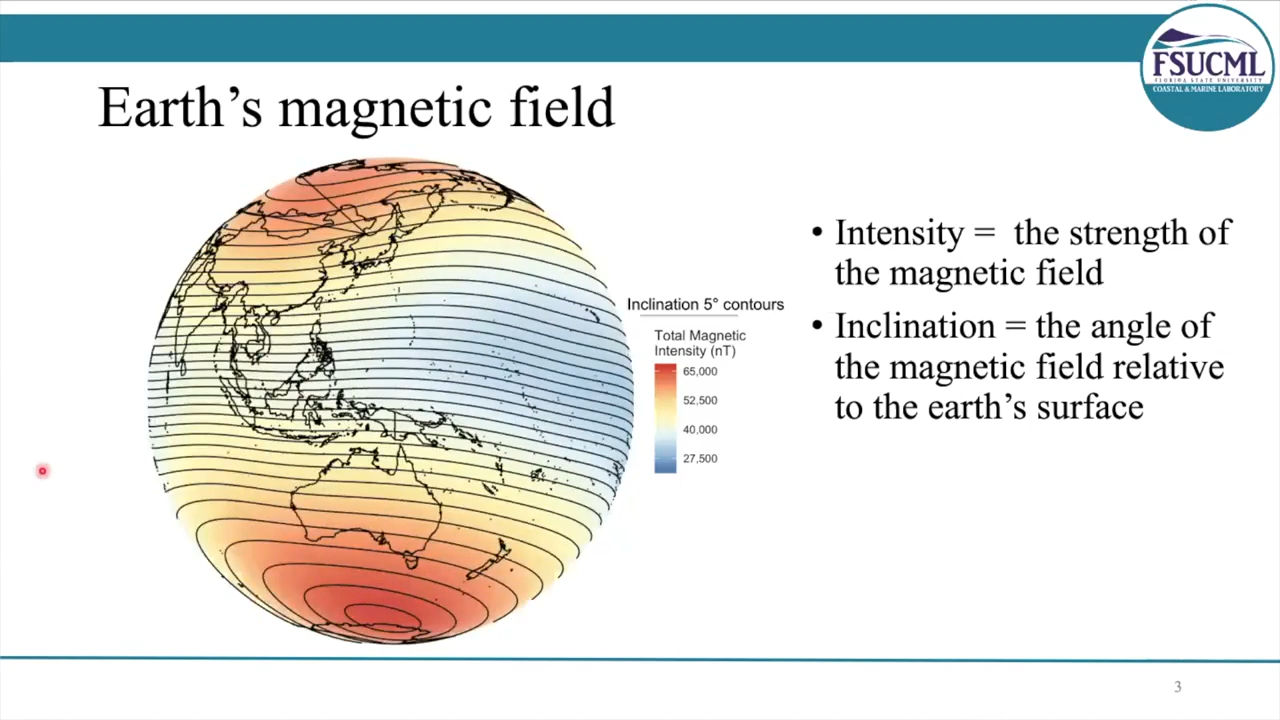 FSUCML
FLORIDA STATE UNIVERSITY
COASTAL & MARINE LABORATORY
Earth’s magnetic field
Inclination 5° contours
Total Magnetic
Intensity (nT)
65,000
52,500
40,000
27,500
• Intensity = the strength of
the magnetic field
• Inclination = the angle of
the magnetic field relative
to the earth’s surface
3